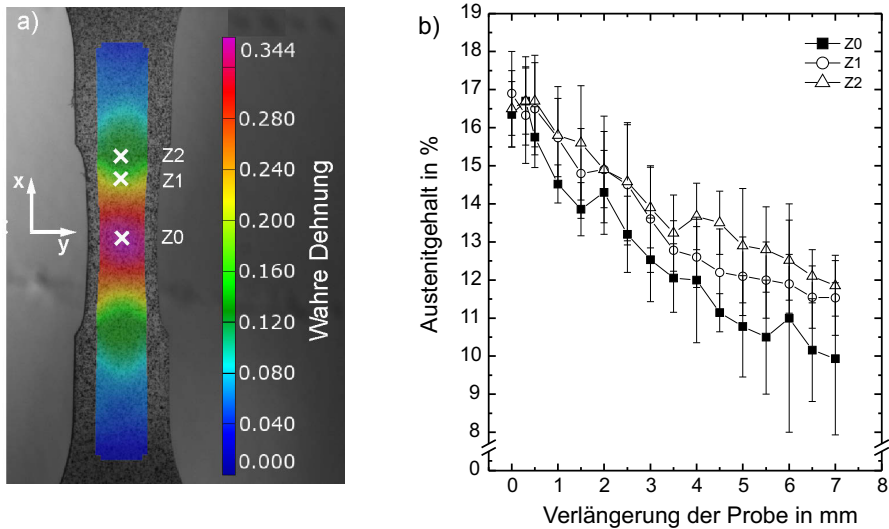 a)
x
y
Z2
Z1
Z0
0.344
0.280
0.240
0.200
0.160
0.120
0.080
0.040
0.000
Wahre Dehnung
b)
Austenitgehalt in %
19
18
17
16
15
14
13
12
11
10
9
8
0
Z0
Z1
Z2
0 1 2 3 4 5 6 7 8
Verlängerung der Probe in mm